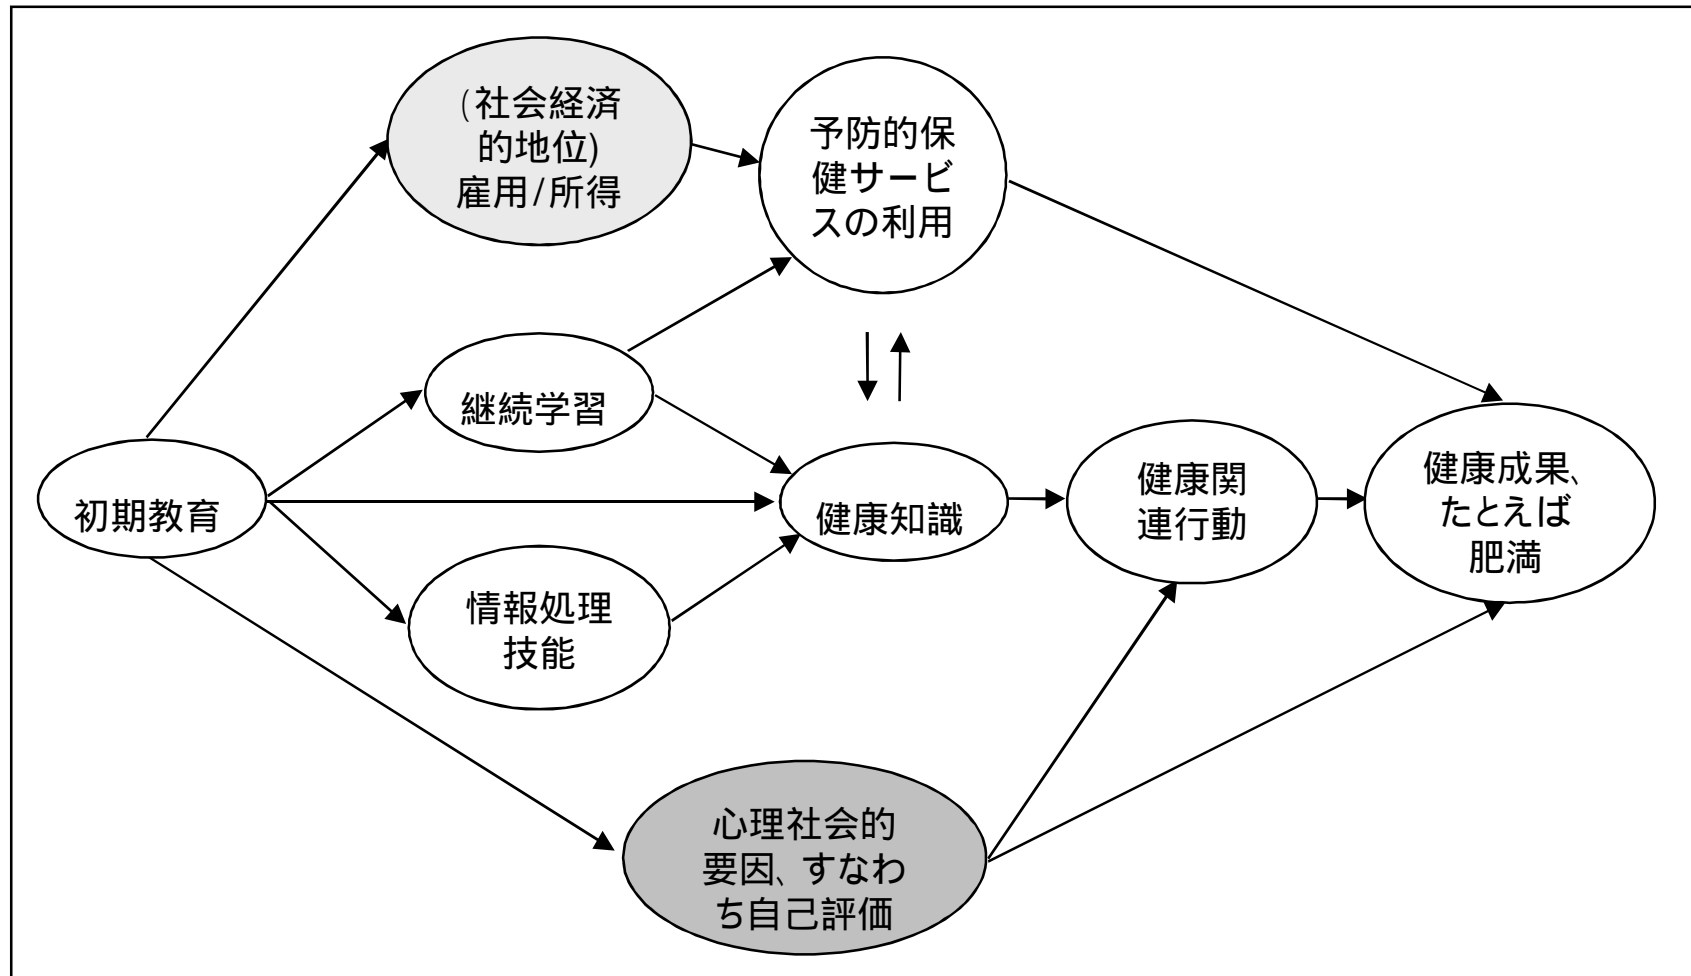 (社会経済
的地位)
雇用/所得
予防的保
健サービ
スの利用
継続学習
初期教育
健康知識
健康関
連行動
健康成果、
たとえば
肥満
情報処理
技能
心理社会的
要因、すなわ
ち自己評価